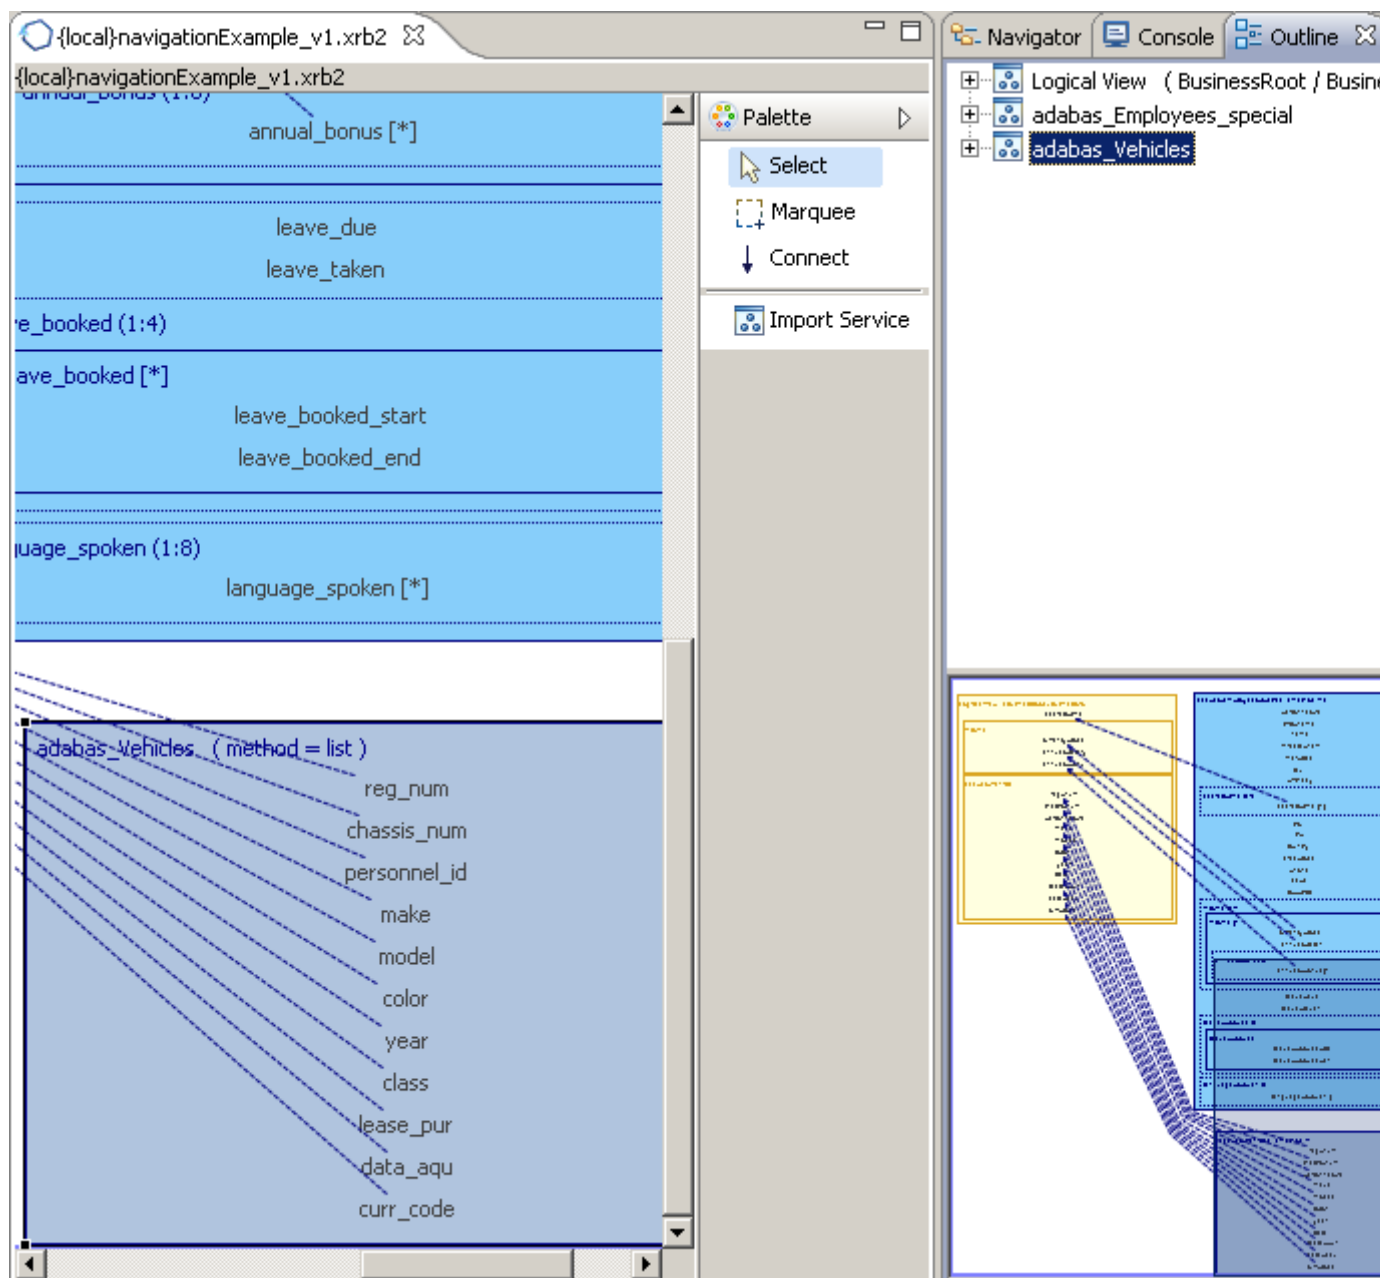 {local}navigationExample_v1.xrb2
Navigator
Console
Outline
{local}navigationExample_v1.xrb2
annual_bonus [*]
leave_due
leave_taken
e_booked (1:4)
ave_booked [*]
leave_booked_start
leave_booked_end
uage_spoken (1:8)
language_spoken [*]
adabas_Vehicles ( method = list )
reg_num
chassis_num
personnel_id
make
model
color
year
class
lease_pur
data_aqu
curr_code
Palette
Select
Marquee
Connect
Import Service
Logical View ( BusinessRoot / Busine
adabas_Employees_special
adabas_Vehicles